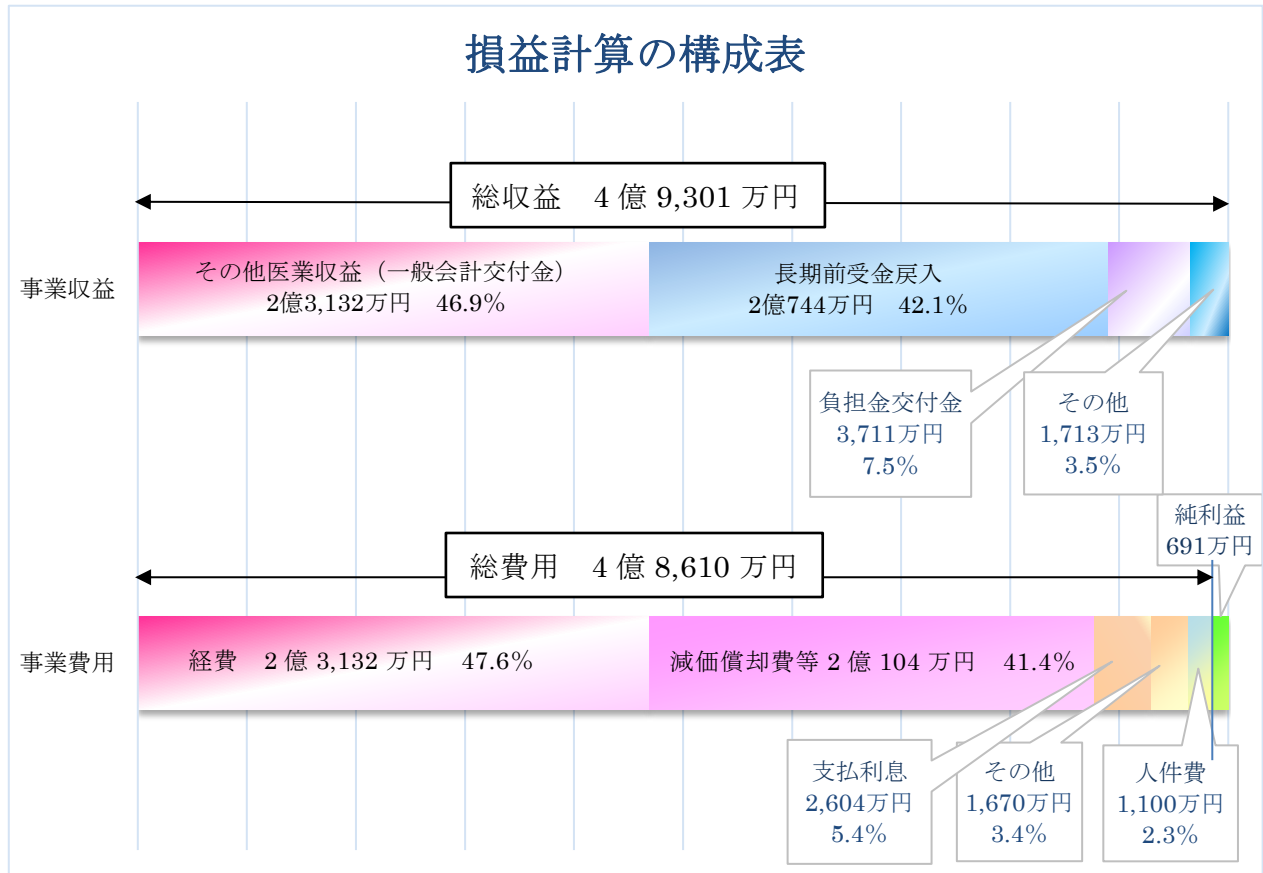 損益計算の構成表
総収益　4 億 9,301 万円
事業収益
その他医業収益（一般会計交付金）
2億3,132万円　46.9%
長期前受金戻入
2億744万円　42.1%
負担金交付金
3,711万円
7.5%
その他
1,713万円
3.5%
純利益
691万円
総費用　4 億 8,610 万円
事業費用
経費　2 億 3,132 万円　47.6%
減価償却費等 2 億 104 万円　41.4%
支払利息
2,604万円
5.4%
その他
1,670万円
3.4%
人件費
1,100万円
2.3%